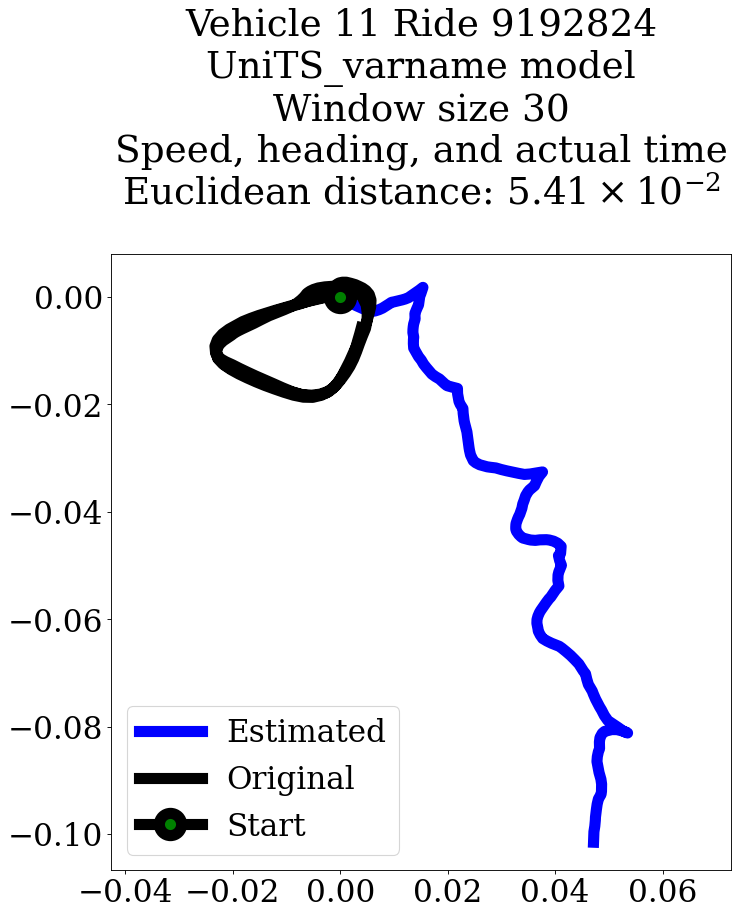 Vehicle 11 Ride 9192824
UniTS_varname model
Window size 30
Speed, heading, and actual time
Euclidean distance: 5.41 × 10⁻²
0.00
−0.02
−0.04
−0.06
−0.08
−0.10
Estimated
Original
Start
−0.04 −0.02 0.00 0.02 0.04 0.06